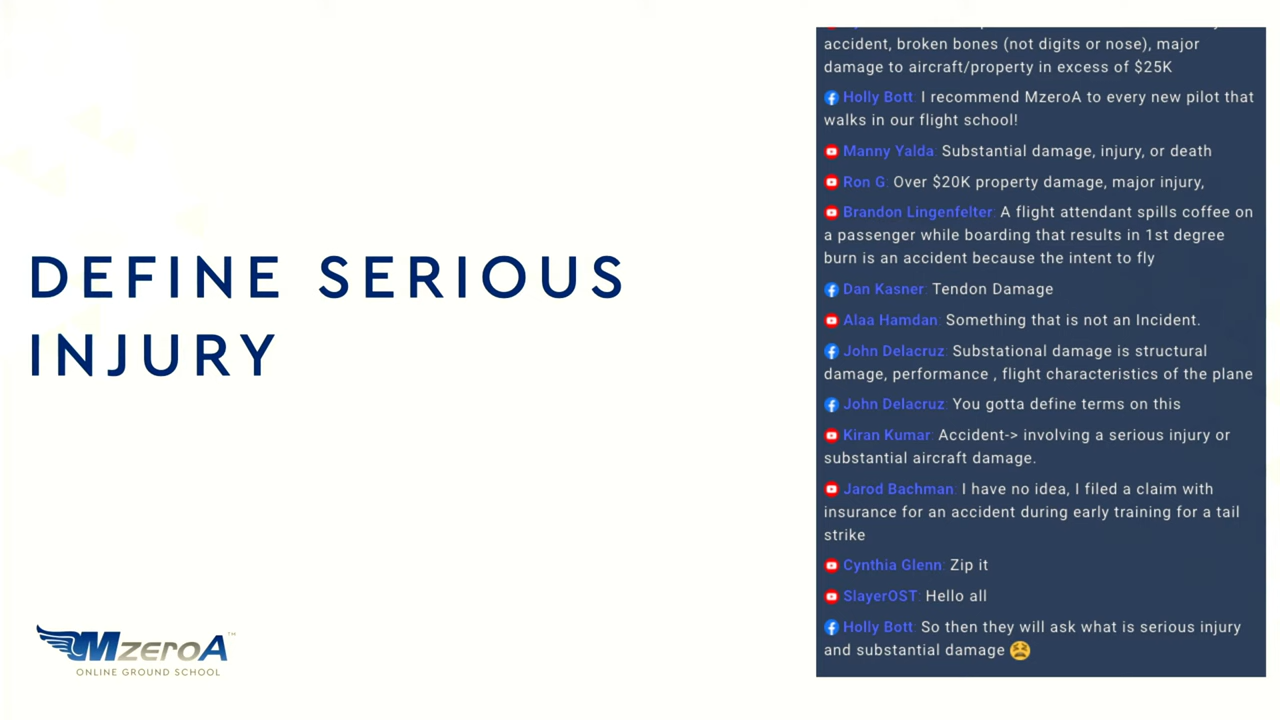 DEFINE SERIOUS
INJURY
MZEROA™
ONLINE GROUND SCHOOL
accident, broken bones (not digits or nose), major
damage to aircraft/property in excess of $25K
Holly Bott: I recommend MzeroA to every new pilot that
walks in our flight school!
Manny Yalda: Substantial damage, injury, or death
Ron G: Over $20K property damage, major injury,
Brandon Lingenfelter: A flight attendant spills coffee on
a passenger while boarding that results in 1st degree
burn is an accident because the intent to fly
Dan Kasner: Tendon Damage
Alaa Hamdan: Something that is not an Incident.
John Delacruz: Substational damage is structural
damage, performance , flight characteristics of the plane
John Delacruz: You gotta define terms on this
Kiran Kumar: Accident-> involving a serious injury or
substantial aircraft damage.
Jarod Bachman: I have no idea, I filed a claim with
insurance for an accident during early training for a tail
strike
Cynthia Glenn: Zip it
SlayerOST: Hello all
Holly Bott: So then they will ask what is serious injury
and substantial damage 😫